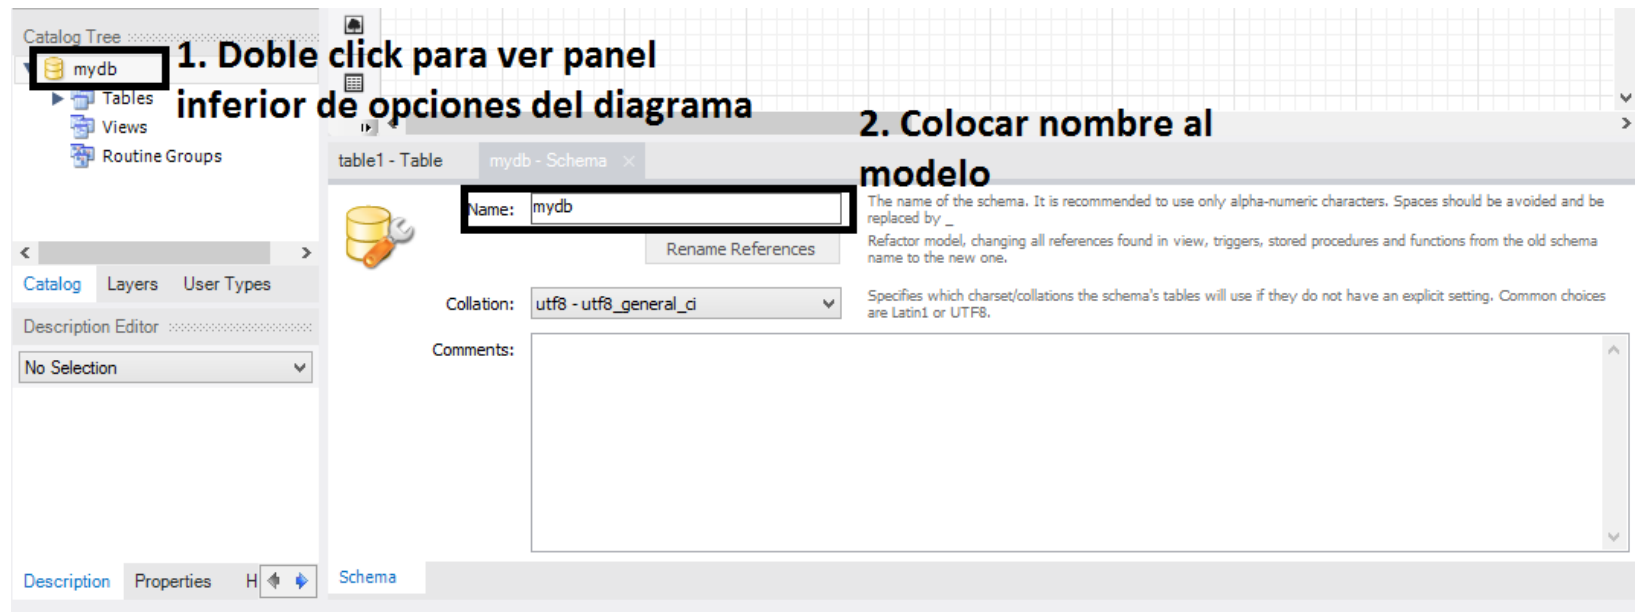 Catalog Tree
1. Doble click para ver panel
inferior de opciones del diagrama
mydb
Tables
Views
Routine Groups
2. Colocar nombre al
modelo
table1 - Table
mydb - Schema
Name:
mydb
The name of the schema. It is recommended to use only alpha-numeric characters. Spaces should be avoided and be
replaced by _
Rename References
Refactor model, changing all references found in view, triggers, stored procedures and functions from the old schema
name to the new one.
Catalog
Layers
User Types
Collation:
utf8 - utf8_general_ci
Specifies which charset/collations the schema's tables will use if they do not have an explicit setting. Common choices
are Latin1 or UTF8.
Description Editor
No Selection
Comments:
Description
Properties
H
Schema